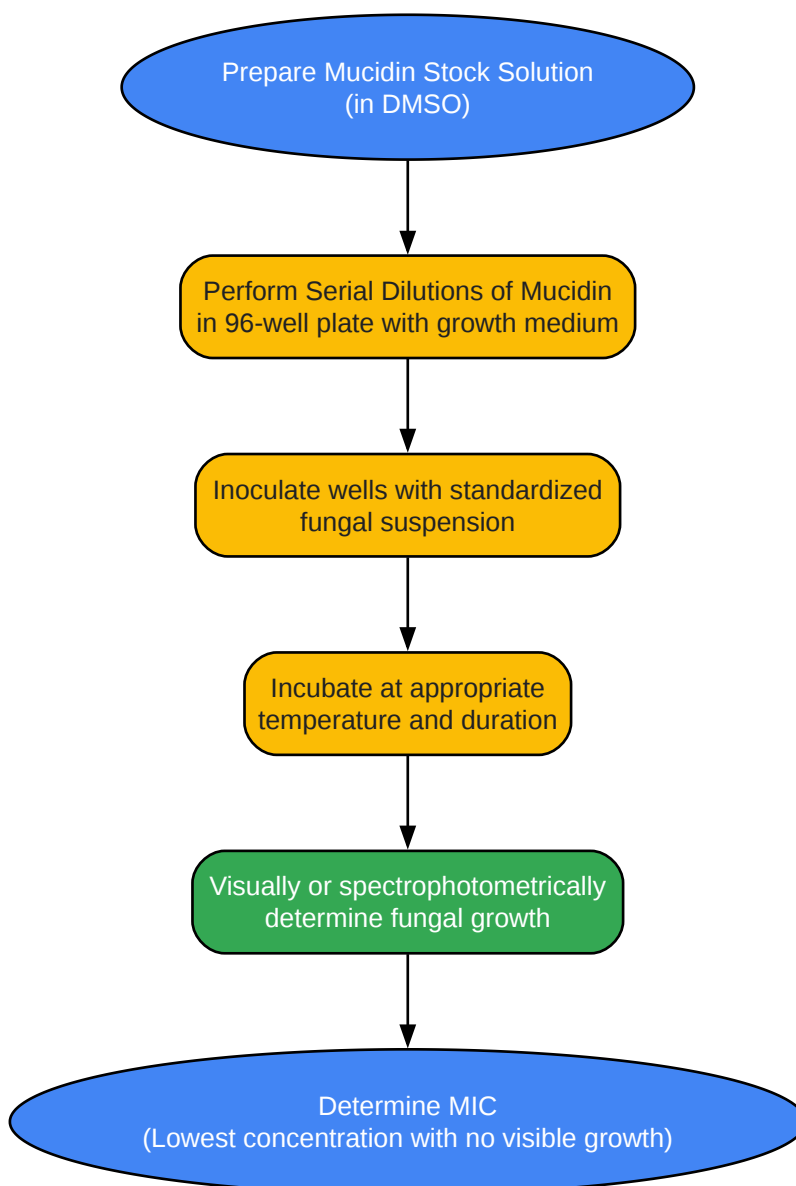 Prepare Mucidin Stock Solution
(in DMSO)
Perform Serial Dilutions of Mucidin
in 96-well plate with growth medium
Inoculate wells with standardized
fungal suspension
Incubate at appropriate
temperature and duration
Visually or spectrophotometrically
determine fungal growth
Determine MIC
(Lowest concentration with no visible growth)